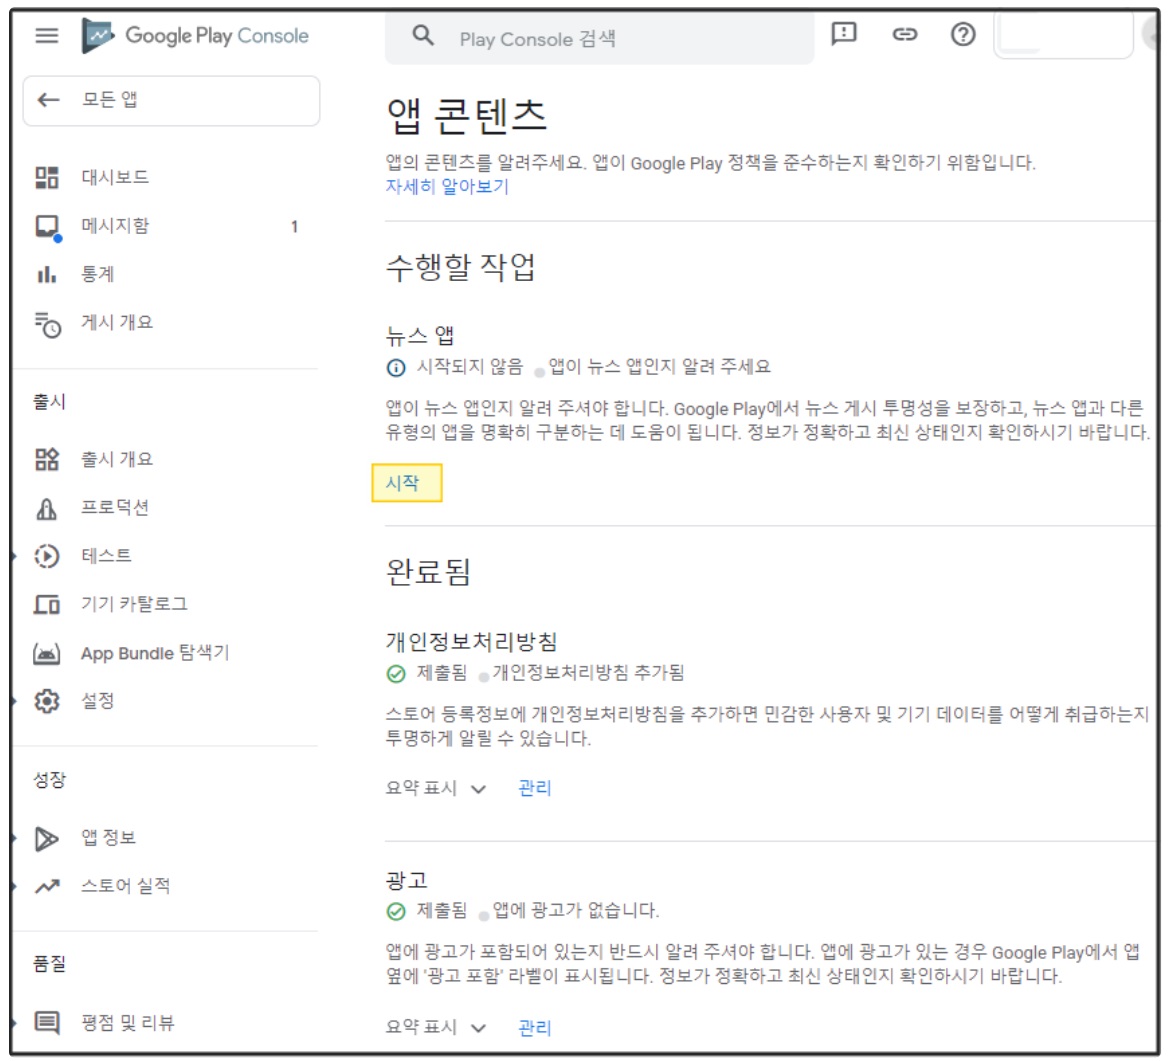 Google Play Console
Play Console 검색
모든 앱
대시보드
메시지함 1
통계
게시 개요
출시
출시 개요
프로덕션
테스트
기기 카탈로그
App Bundle 탐색기
설정
성장
앱 정보
스토어 실적
품질
평점 및 리뷰
앱 콘텐츠
앱의 콘텐츠를 알려주세요. 앱이 Google Play 정책을 준수하는지 확인하기 위함입니다.
자세히 알아보기
수행할 작업
뉴스 앱
시작되지 않음 앱이 뉴스 앱인지 알려 주세요
앱이 뉴스 앱인지 알려 주셔야 합니다. Google Play에서 뉴스 게시 투명성을 보장하고, 뉴스 앱과 다른
유형의 앱을 명확히 구분하는 데 도움이 됩니다. 정보가 정확하고 최신 상태인지 확인하시기 바랍니다.
시작
완료됨
개인정보처리방침
제출됨 개인정보처리방침 추가됨
스토어 등록정보에 개인정보처리방침을 추가하면 민감한 사용자 및 기기 데이터를 어떻게 취급하는지
투명하게 알릴 수 있습니다.
요약 표시 관리
광고
제출됨 앱에 광고가 없습니다.
앱에 광고가 포함되어 있는지 반드시 알려 주셔야 합니다. 앱에 광고가 있는 경우 Google Play에서 앱
옆에 '광고 포함' 라벨이 표시됩니다. 정보가 정확하고 최신 상태인지 확인하시기 바랍니다.
요약 표시 관리